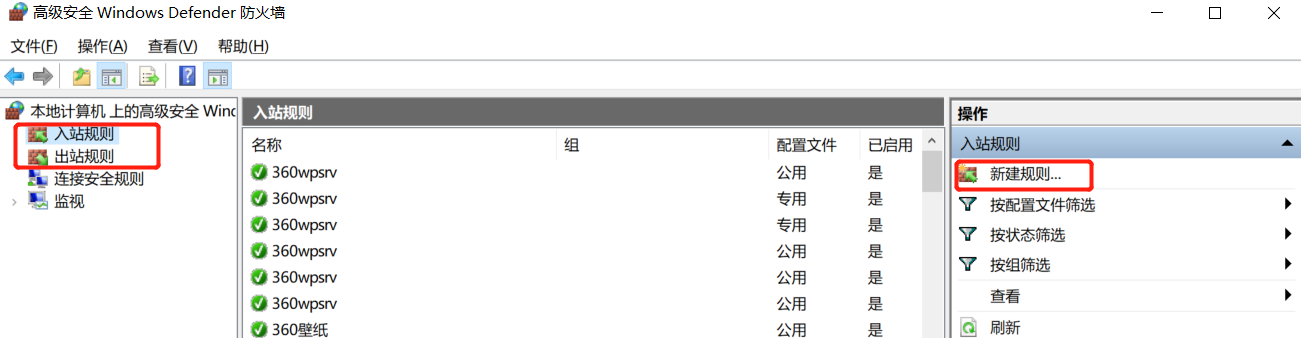 高级安全 Windows Defender 防火墙
文件(F) 操作(A) 查看(V) 帮助(H)
本地计算机 上的高级安全 Wind
入站规则
出站规则
连接安全规则
监视
入站规则
名称 组 配置文件 已启用
360wpsrv 公用 是
360wpsrv 专用 是
360wpsrv 专用 是
360wpsrv 公用 是
360wpsrv 公用 是
360wpsrv 公用 是
360壁纸 公用 是
操作
入站规则
新建规则...
按配置文件筛选
按状态筛选
按组筛选
查看
刷新